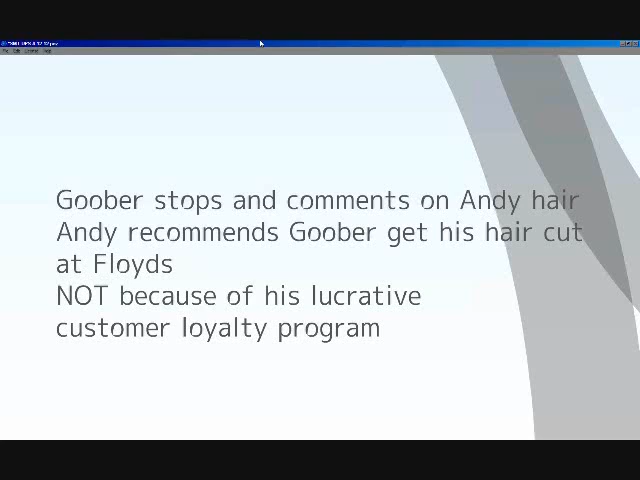 Goober stops and comments on Andy hair
Andy recommends Goober get his hair cut
at Floyds
NOT because of his lucrative
customer loyalty program